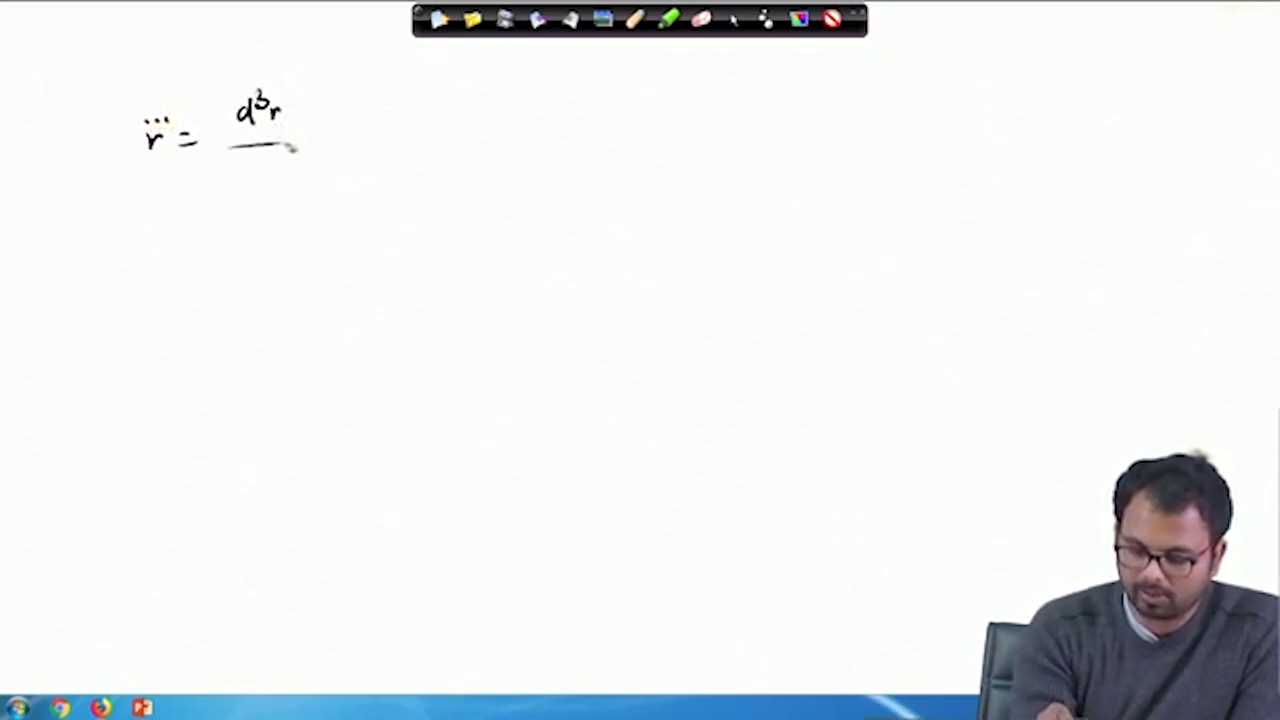 r⃛ = d³r